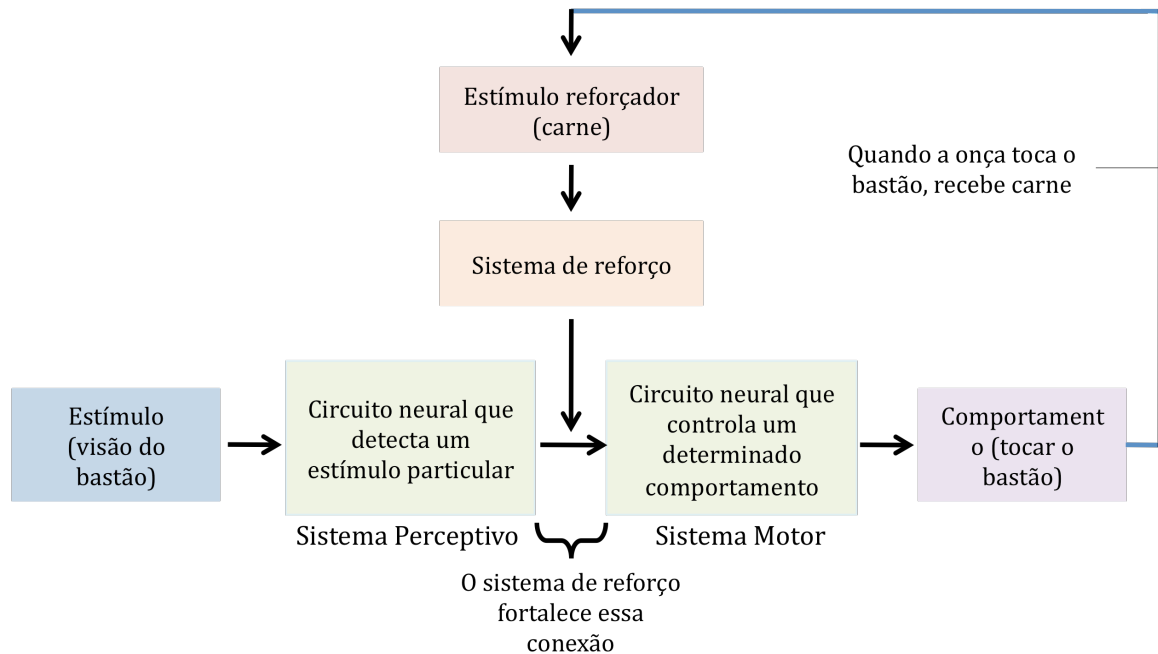 Estímulo reforçador
(carne)
Quando a onça toca o
bastão, recebe carne
Sistema de reforço
Estímulo
(visão do
bastão)
Circuito neural que
detecta um
estímulo particular
Circuito neural que
controla um
determinado
comportamento
Comportament
o (tocar o
bastão)
Sistema Perceptivo
Sistema Motor
O sistema de reforço
fortalece essa
conexão